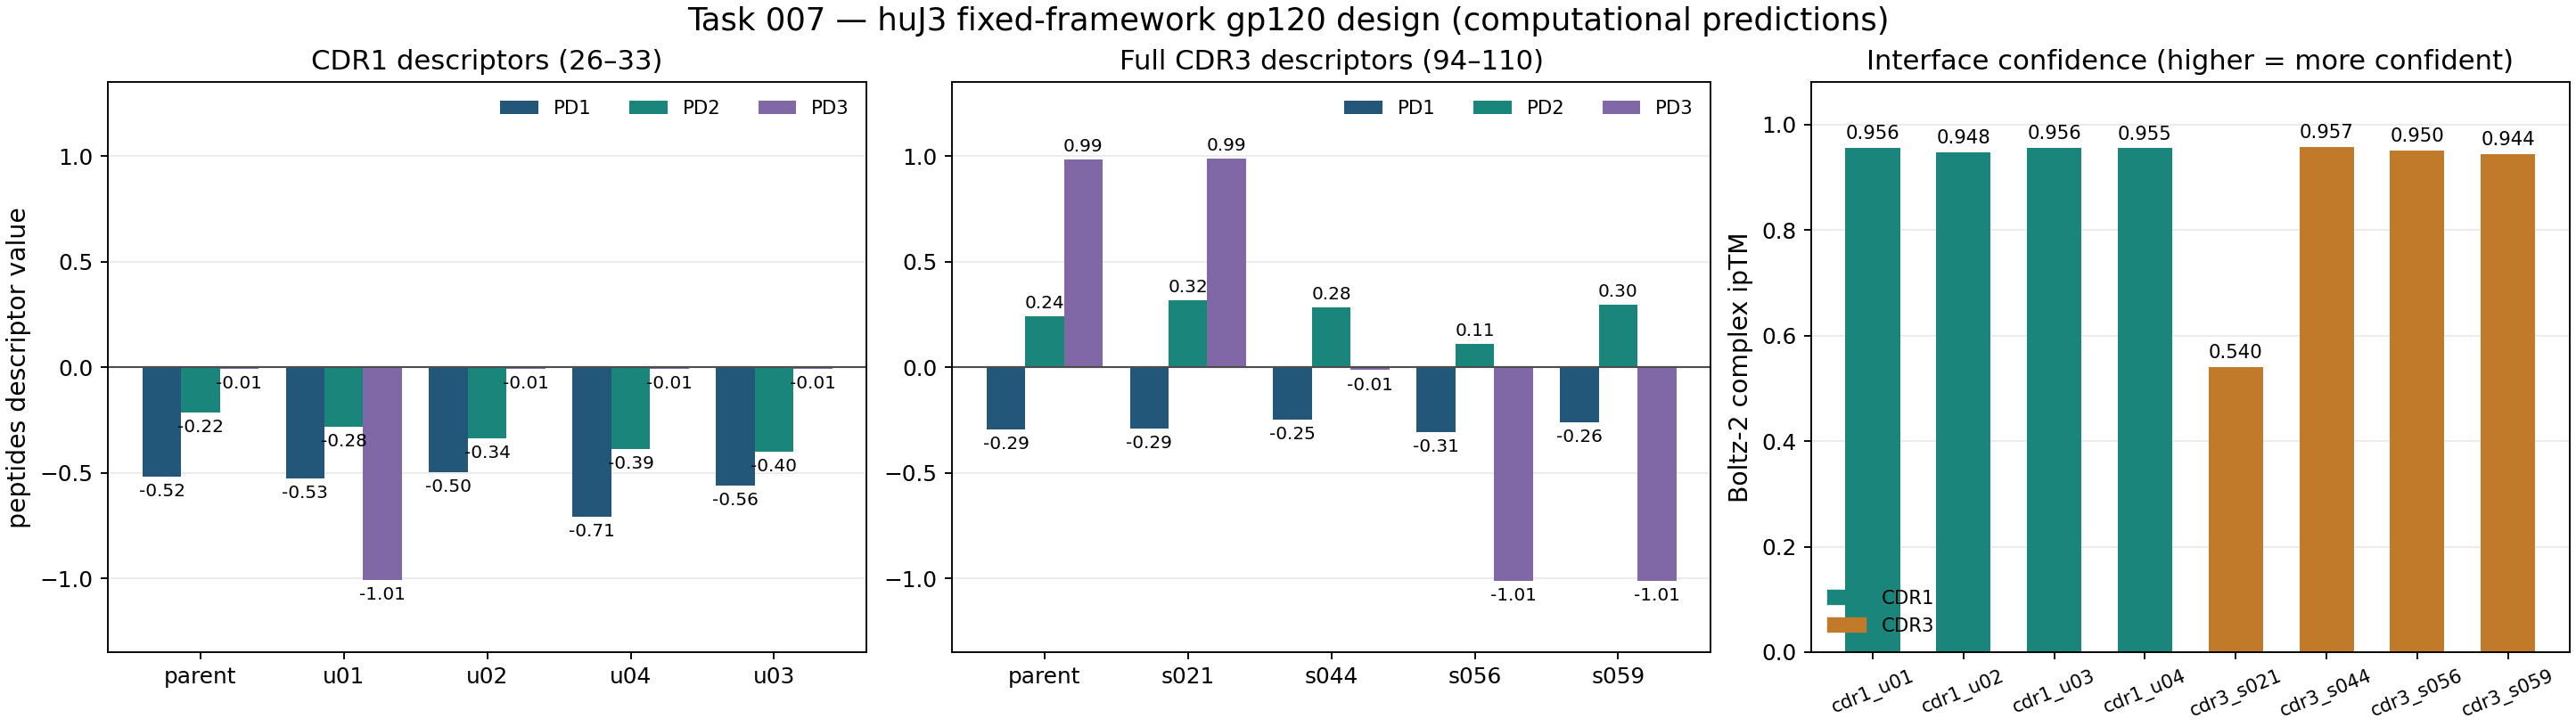 Task 007 — huJ3 fixed-framework gp120 design (computational predictions)
CDR1 descriptors (26–33)
peptides descriptor value
PD1 PD2 PD3
1.0
0.5
0.0
−0.5
−1.0
-0.52
-0.22
-0.01
-0.53
-0.28
-1.01
-0.50
-0.34
-0.01
-0.71
-0.39
-0.01
-0.56
-0.40
-0.01
parent u01 u02 u04 u03
Full CDR3 descriptors (94–110)
PD1 PD2 PD3
1.0
0.5
0.0
−0.5
−1.0
-0.29
0.24
0.99
-0.29
0.32
0.99
-0.25
0.28
-0.01
-0.31
0.11
-1.01
-0.26
0.30
-1.01
parent s021 s044 s056 s059
Interface confidence (higher = more confident)
Boltz-2 complex ipTM
1.0
0.8
0.6
0.4
0.2
0.0
0.956
0.948
0.956
0.955
0.540
0.957
0.950
0.944
CDR1
CDR3
cdr1_u01
cdr1_u02
cdr1_u03
cdr1_u04
cdr3_s021
cdr3_s044
cdr3_s056
cdr3_s059